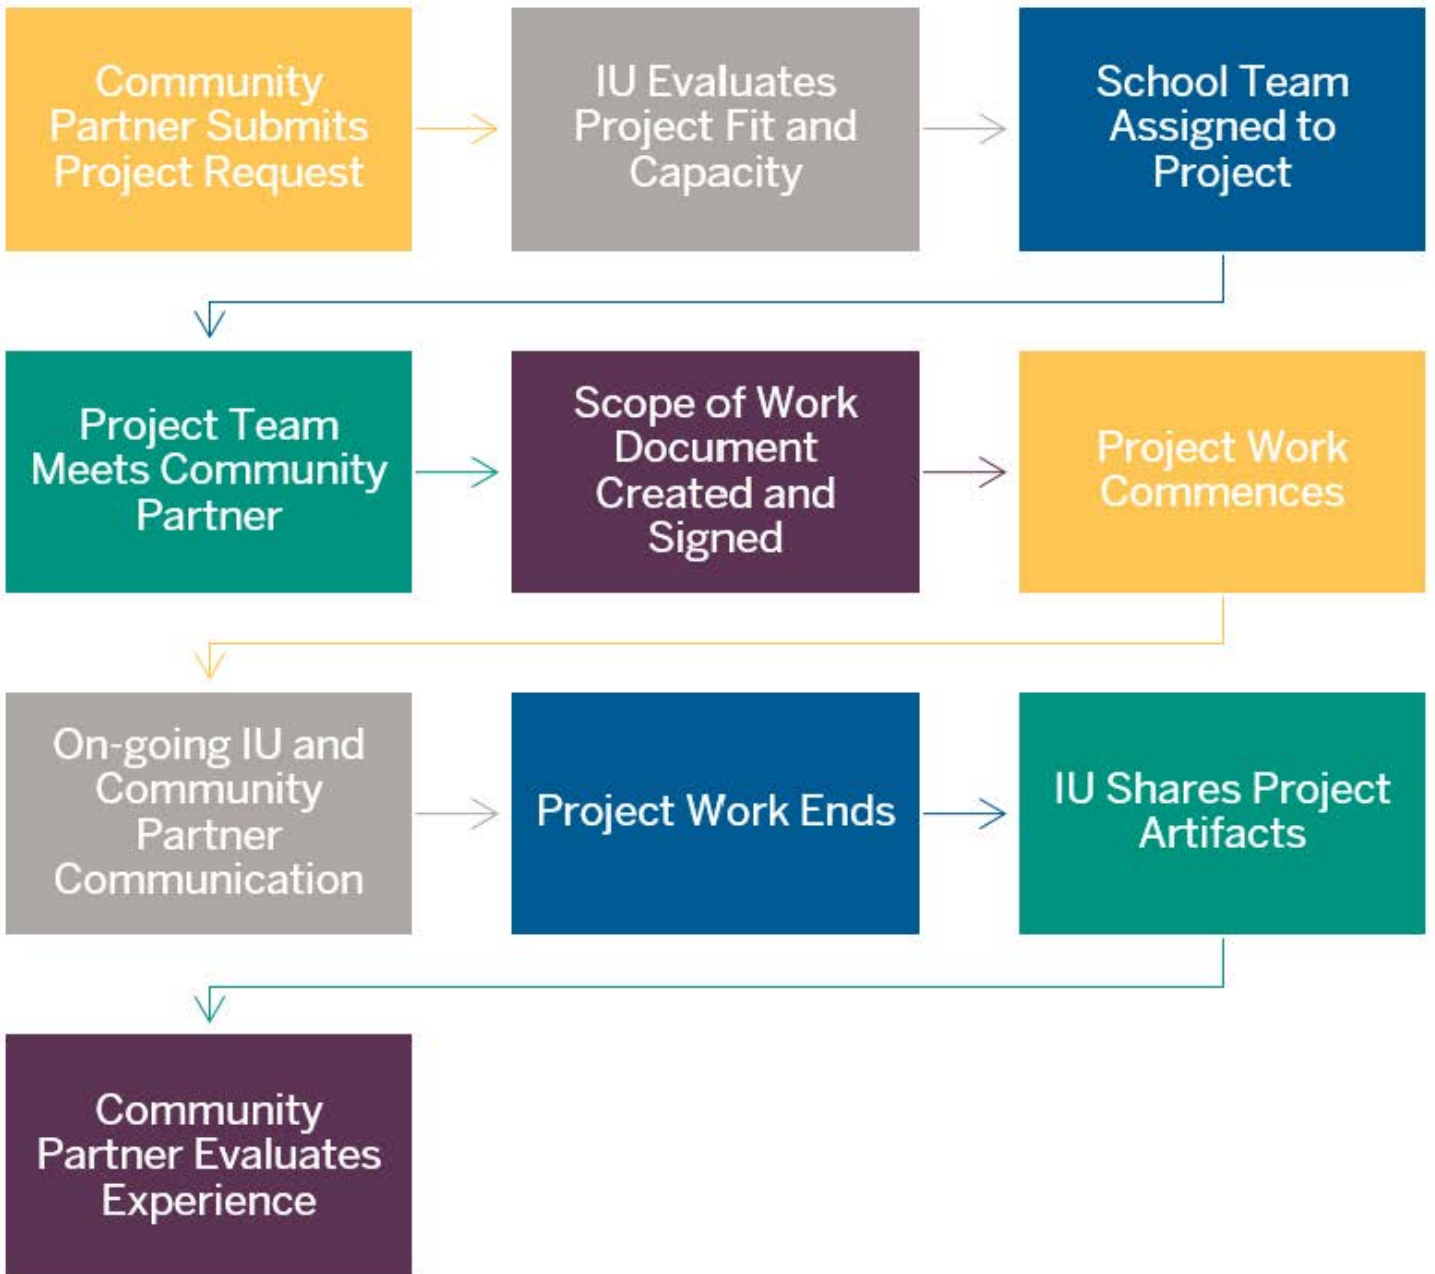 Community
Partner Submits
Project Request
IU Evaluates
Project Fit and
Capacity
School Team
Assigned to
Project
Project Team
Meets Community
Partner
Scope of Work
Document
Created and
Signed
Project Work
Commences
On-going IU and
Community
Partner
Communication
Project Work Ends
IU Shares Project
Artifacts
Community
Partner Evaluates
Experience